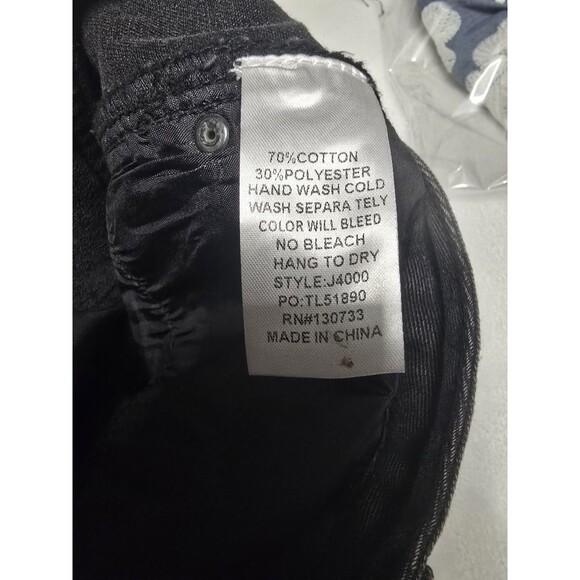 70%COTTON
30%POLYESTER
HAND WASH COLD
WASH SEPARA TELY
COLOR WILL BLEED
NO BLEACH
HANG TO DRY
STYLE:J4000
PO:TL51890
RN#130733
MADE IN CHINA